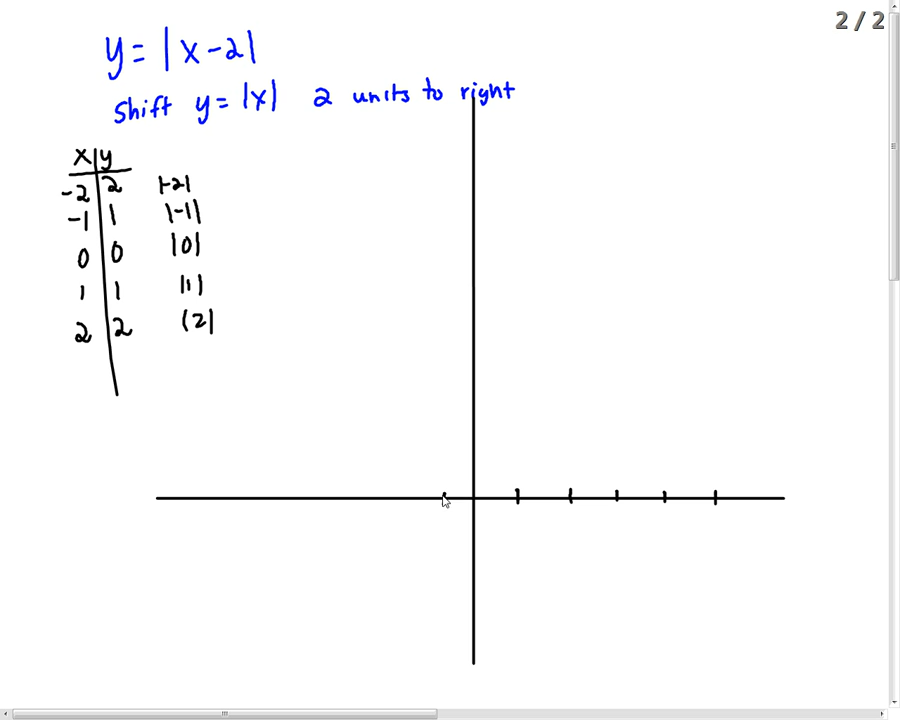 2 / 2
y = |x-2|
Shift y = |x| 2 units to right
x y
-2 2 |-2|
-1 1 |-1|
0 0 |0|
1 1 |1|
2 2 (2|